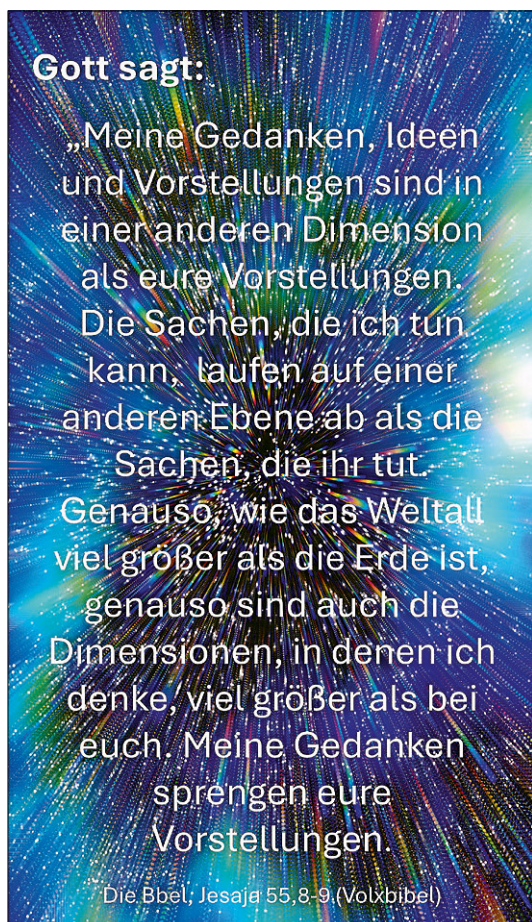 Gott sagt:
„Meine Gedanken, Ideen
und Vorstellungen sind in
einer anderen Dimension
als eure Vorstellungen.
Die Sachen, die ich tun
kann, laufen auf einer
anderen Ebene ab als die
Sachen, die ihr tut.
Genauso, wie das Weltall
viel größer als die Erde ist,
genauso sind auch die
Dimensionen, in denen ich
denke, viel größer als bei
euch. Meine Gedanken
sprengen eure
Vorstellungen.
Die Bbel, Jesaja 55,8-9 (Volxbibel)